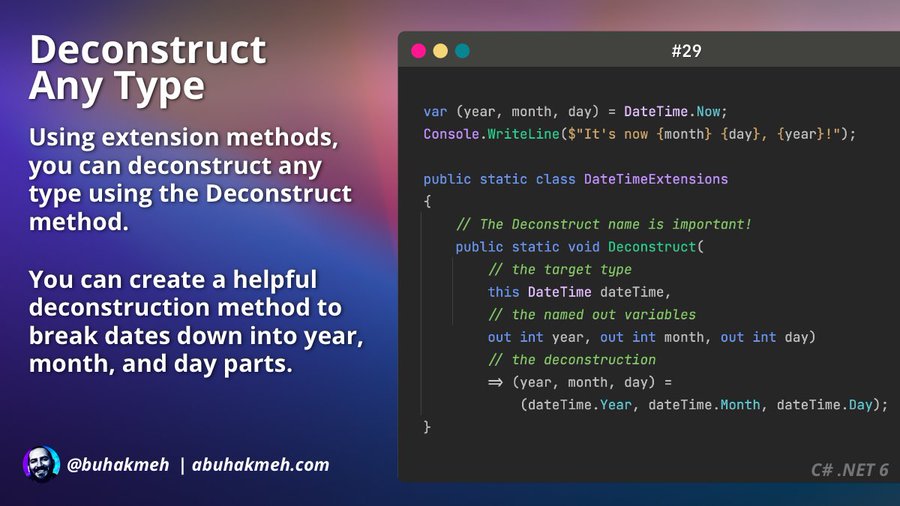 Deconstruct
Any Type
Using extension methods,
you can deconstruct any
type using the Deconstruct
method.
You can create a helpful
deconstruction method to
break dates down into year,
month, and day parts.
@buhakmeh | abuhakmeh.com
#29
var (year, month, day) = DateTime.Now;
Console.WriteLine($"It's now {month} {day}, {year}!");
public static class DateTimeExtensions
{
// The Deconstruct name is important!
public static void Deconstruct(
// the target type
this DateTime dateTime,
// the named out variables
out int year, out int month, out int day)
// the deconstruction
=> (year, month, day) =
(dateTime.Year, dateTime.Month, dateTime.Day);
}
C# .NET 6